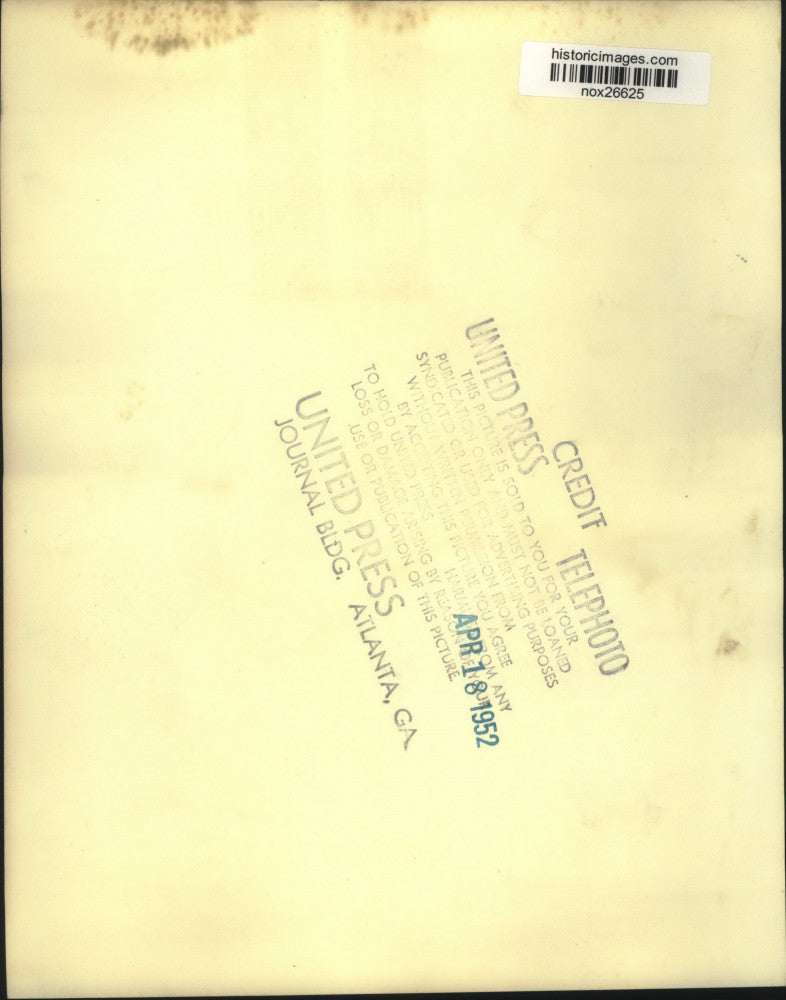 historicimages.com
nox26625
CREDIT
UNITED PRESS TELEPHOTO
THIS PICTURE IS SOLD TO YOU FOR YOUR
PUBLICATION ONLY AND MUST NOT BE LOANED
SYNDICATED OR USED FOR ADVERTISING PURPOSES
WITHOUT WRITTEN PERMISSION FROM
BY ACCEPTING THIS PICTURE YOU AGREE
TO HOLD UNITED PRESS HARMLESS FROM ANY
LOSS OR DAMAGE ARISING BY REASON OF YOUR
USE OR PUBLICATION OF THIS PICTURE
UNITED PRESS
JOURNAL BLDG. ATLANTA, GA
APR 18 1952